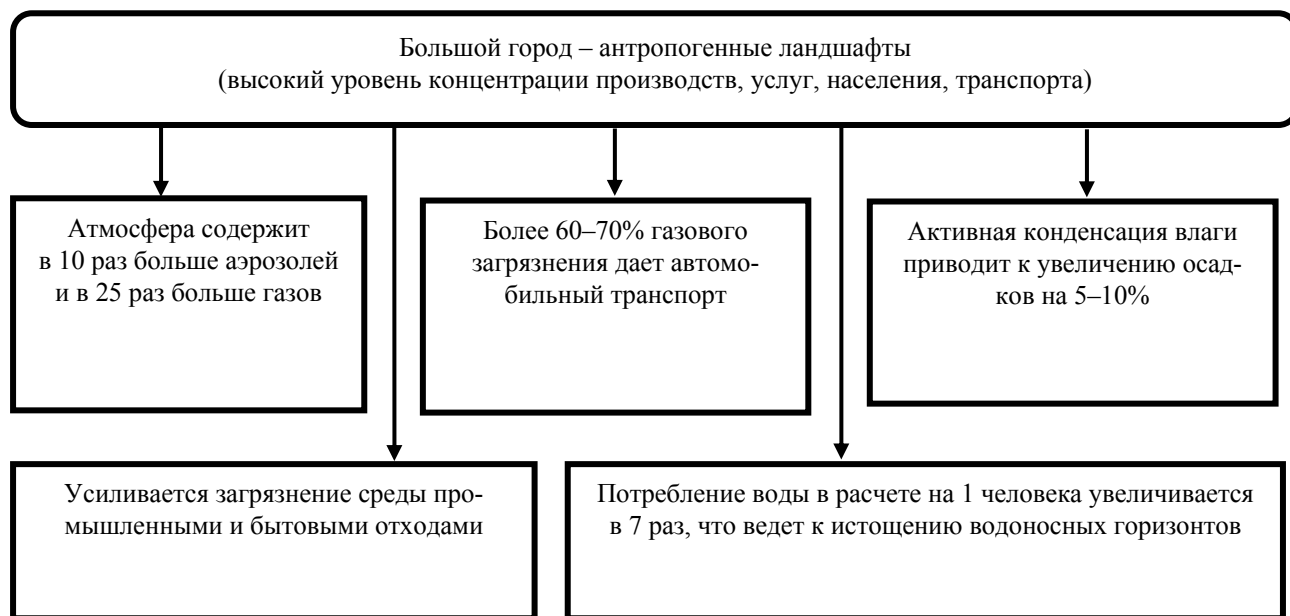 Большой город – антропогенные ландшафты
(высокий уровень концентрации производств, услуг, населения, транспорта)
Атмосфера содержит
в 10 раз больше аэрозолей
и в 25 раз больше газов
Более 60–70% газового
загрязнения дает автомо-
бильный транспорт
Активная конденсация влаги
приводит к увеличению осад-
ков на 5–10%
Усиливается загрязнение среды про-
мышленными и бытовыми отходами
Потребление воды в расчете на 1 человека увеличивается
в 7 раз, что ведет к истощению водоносных горизонтов